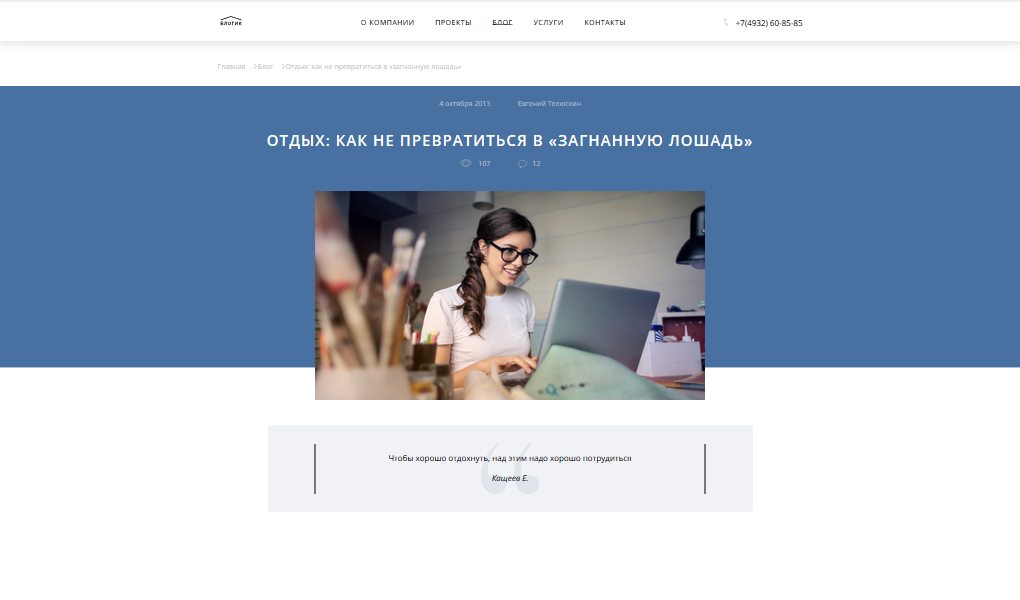 БЛОГИК
О КОМПАНИИ ПРОЕКТЫ БЛОГ УСЛУГИ КОНТАКТЫ
+7(4932) 60-85-85
Главная Блог Отдых: как не превратиться в «загнанную лошадь»
4 октября 2013 Евгений Телюскин
ОТДЫХ: КАК НЕ ПРЕВРАТИТЬСЯ В «ЗАГНАННУЮ ЛОШАДЬ»
107 12
Чтобы хорошо отдохнуть, над этим надо хорошо потрудиться
Кащеев Е.